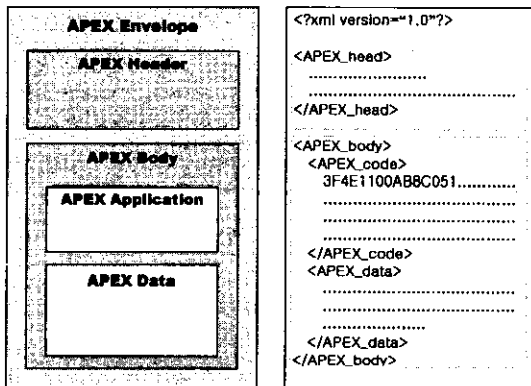 APEX Envelope
APEX Header
APEX Body
APEX Application
APEX Data
<?xml version="1.0"?>
<APEX_head>
........................
..........................................
</APEX_head>
<APEX_body>
<APEX_code>
3F4E1100AB8C051............
.......................................
.......................................
.......................................
</APEX_code>
<APEX_data>
.......................................
.......................................
.....................
</APEX_data>
</APEX_body>